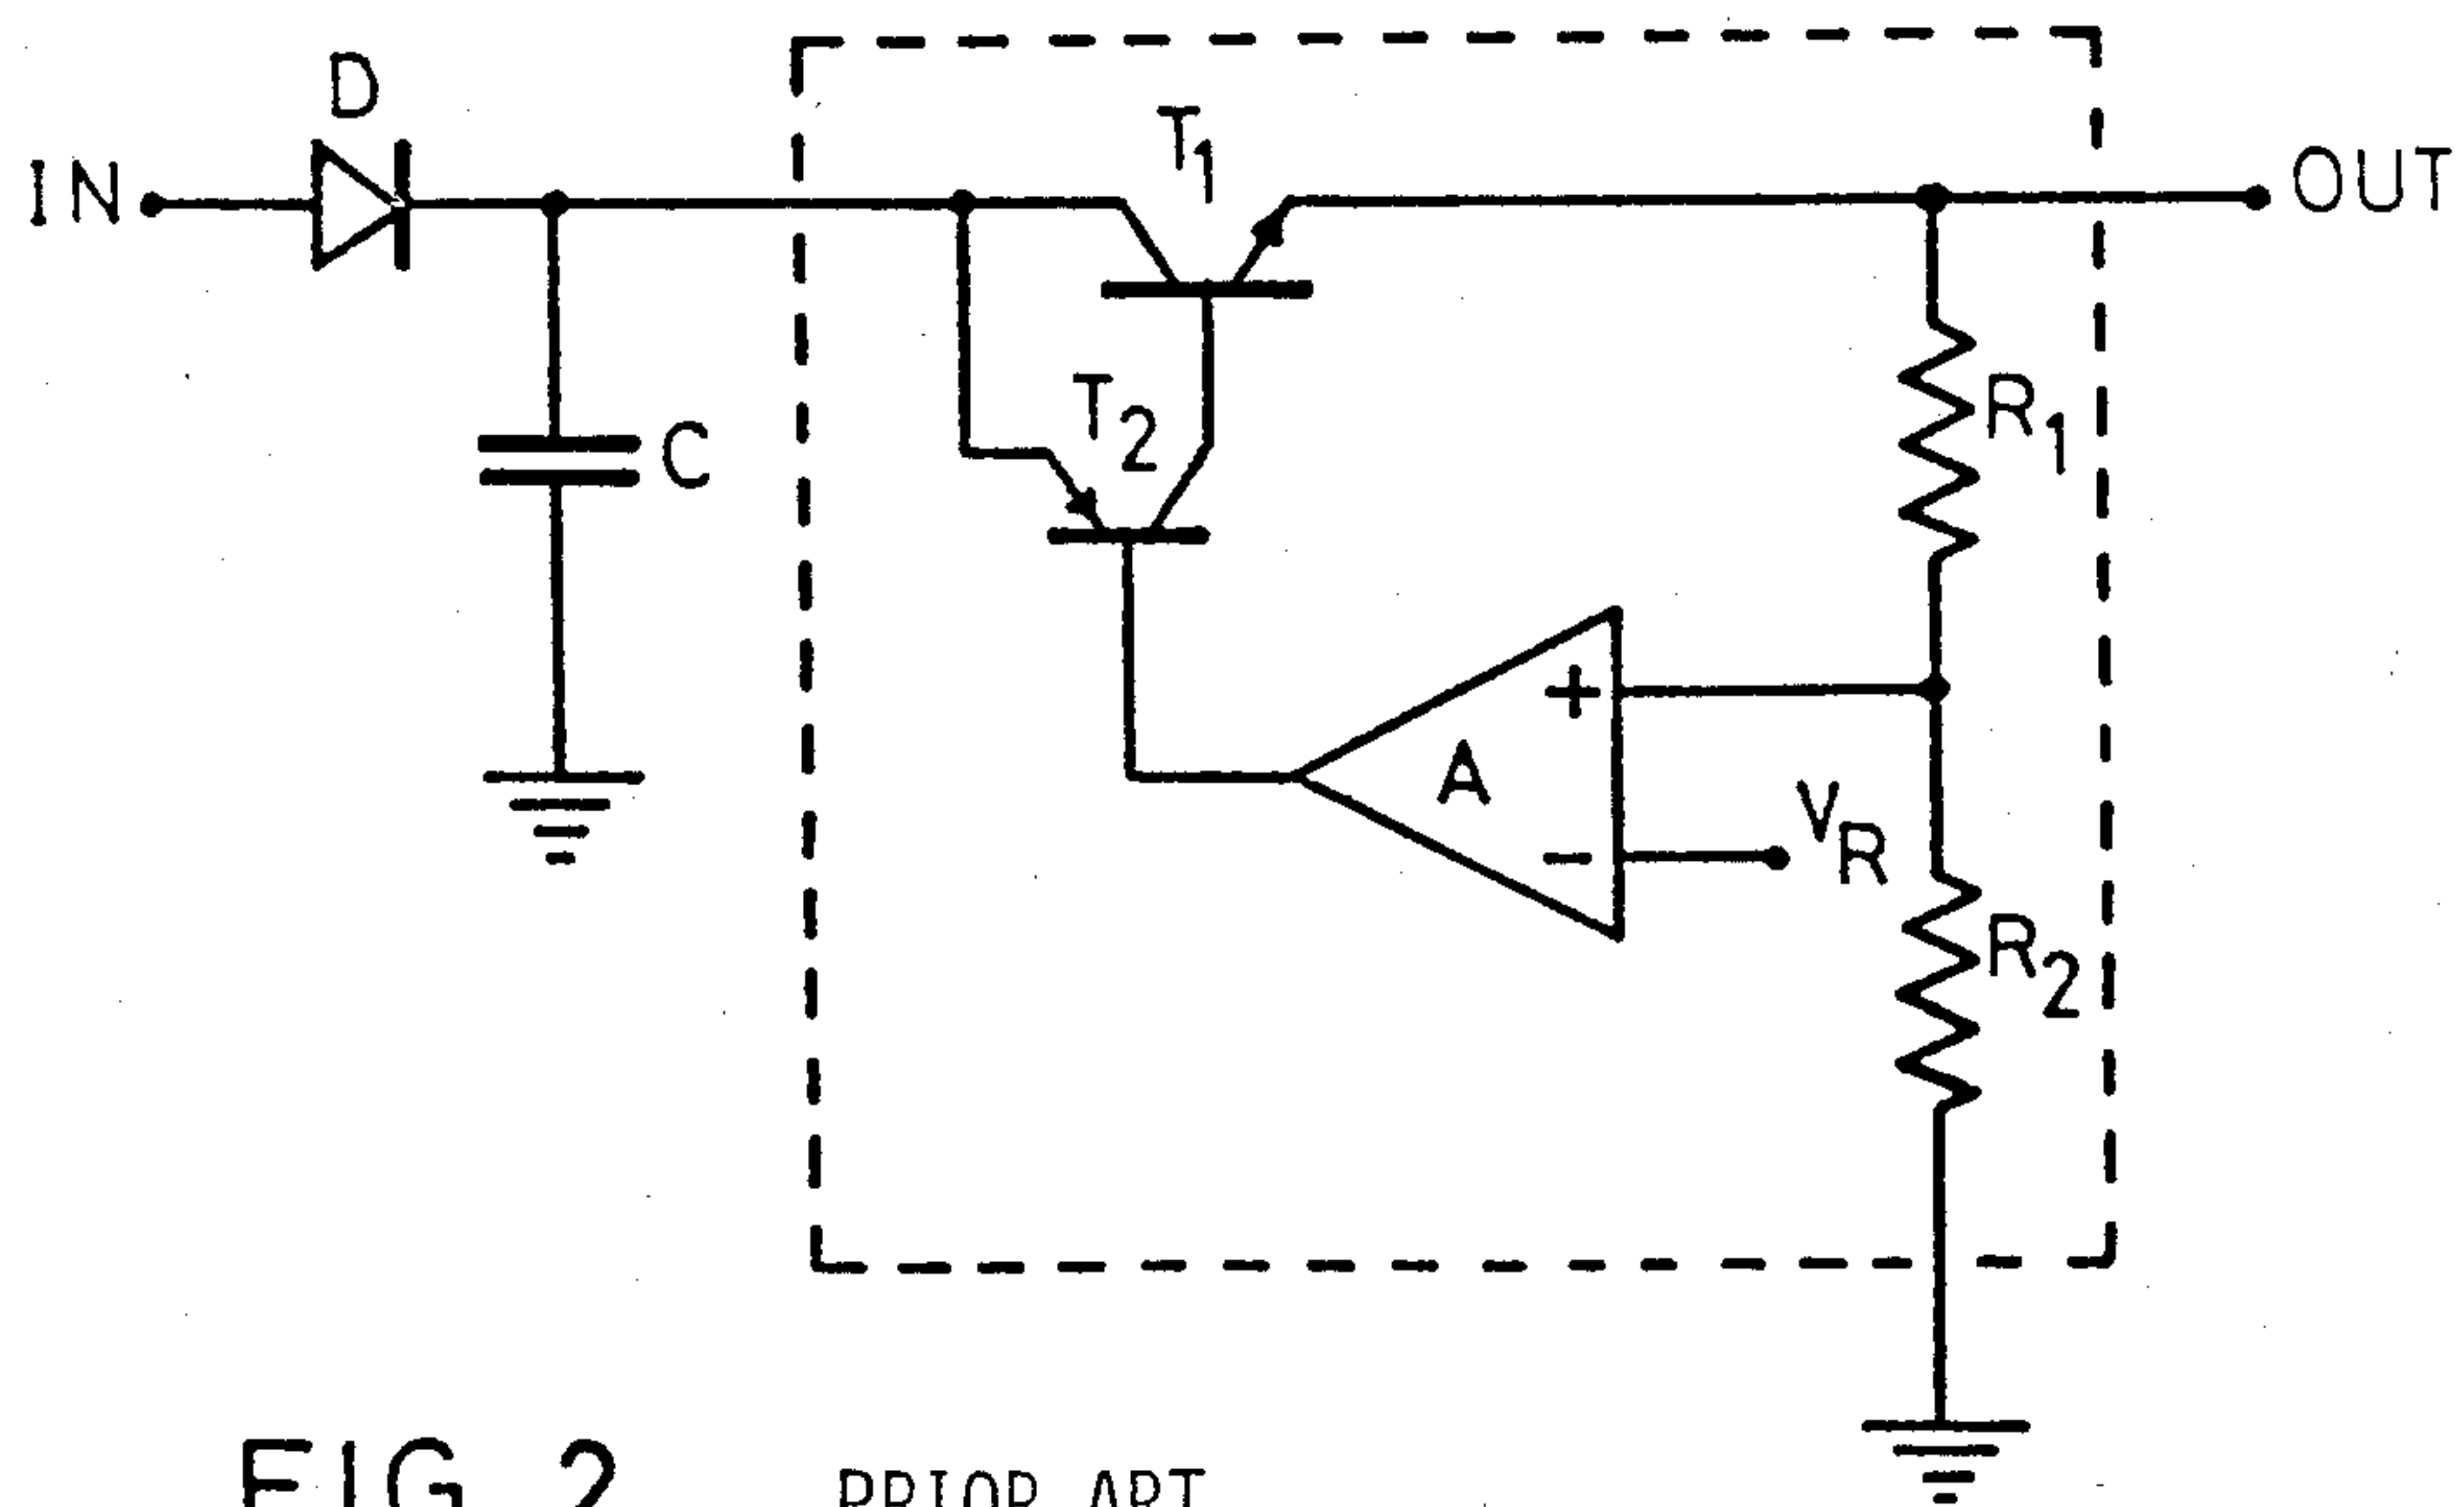 D
IN
T1
OUT
C
T2
R1
+
A
-
VR
R2
FIG 2
PRIOR ART